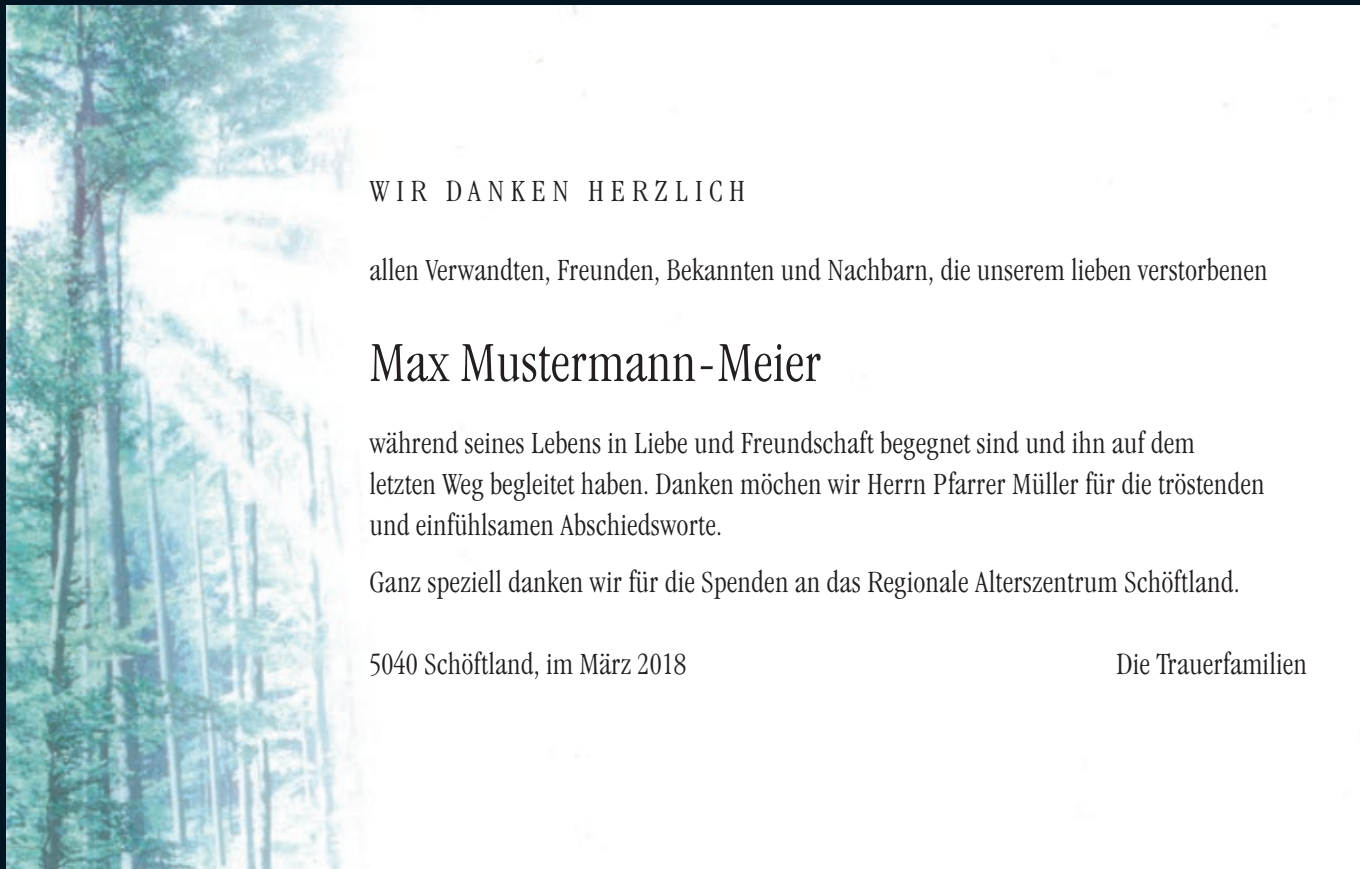 WIR DANKEN HERZLICH
allen Verwandten, Freunden, Bekannten und Nachbarn, die unserem lieben verstorbenen
Max Mustermann-Meier
während seines Lebens in Liebe und Freundschaft begegnet sind und ihn auf dem
letzten Weg begleitet haben. Danken möchen wir Herrn Pfarrer Müller für die tröstenden
und einfühlsamen Abschiedsworte.
Ganz speziell danken wir für die Spenden an das Regionale Alterszentrum Schöftland.
5040 Schöftland, im März 2018 Die Trauerfamilien